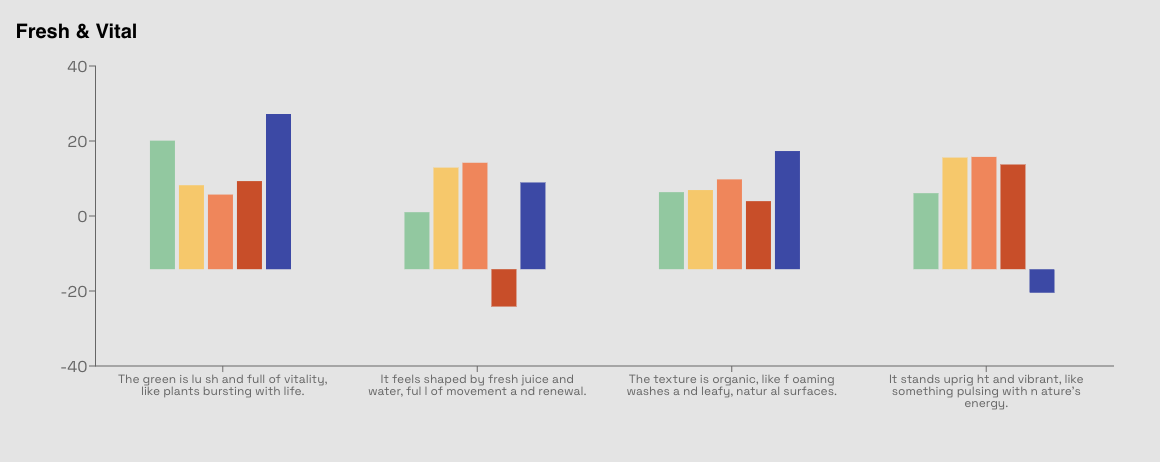 Fresh & Vital
40
20
0
-20
-40
The green is lu sh and full of vitality,
like plants bursting with life.
It feels shaped by fresh juice and
water, ful l of movement a nd renewal.
The texture is organic, like f oaming
washes a nd leafy, natur al surfaces.
It stands uprig ht and vibrant, like
something pulsing with n ature's
energy.